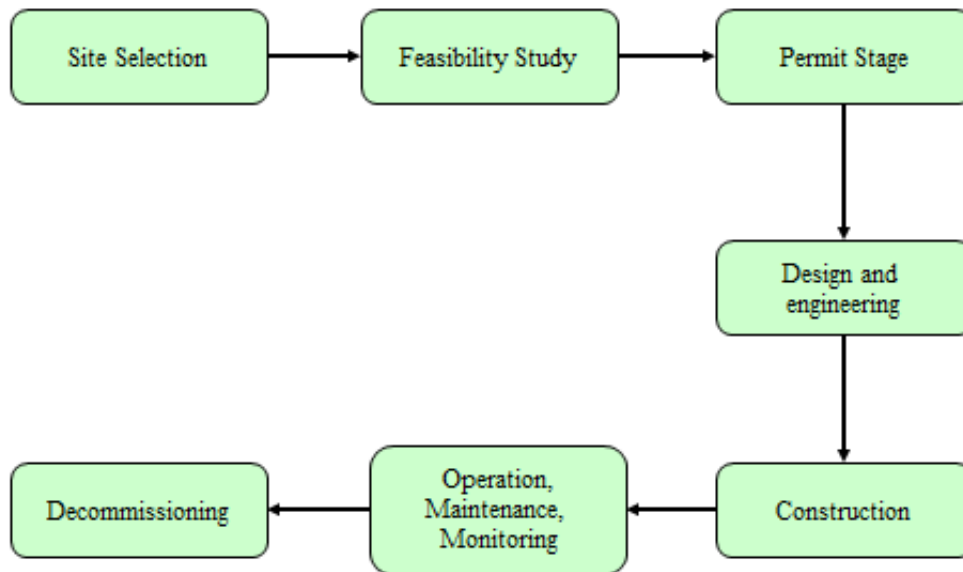 Site Selection
Feasibility Study
Permit Stage
Design and
engineering
Construction
Operation,
Maintenance,
Monitoring
Decommissioning